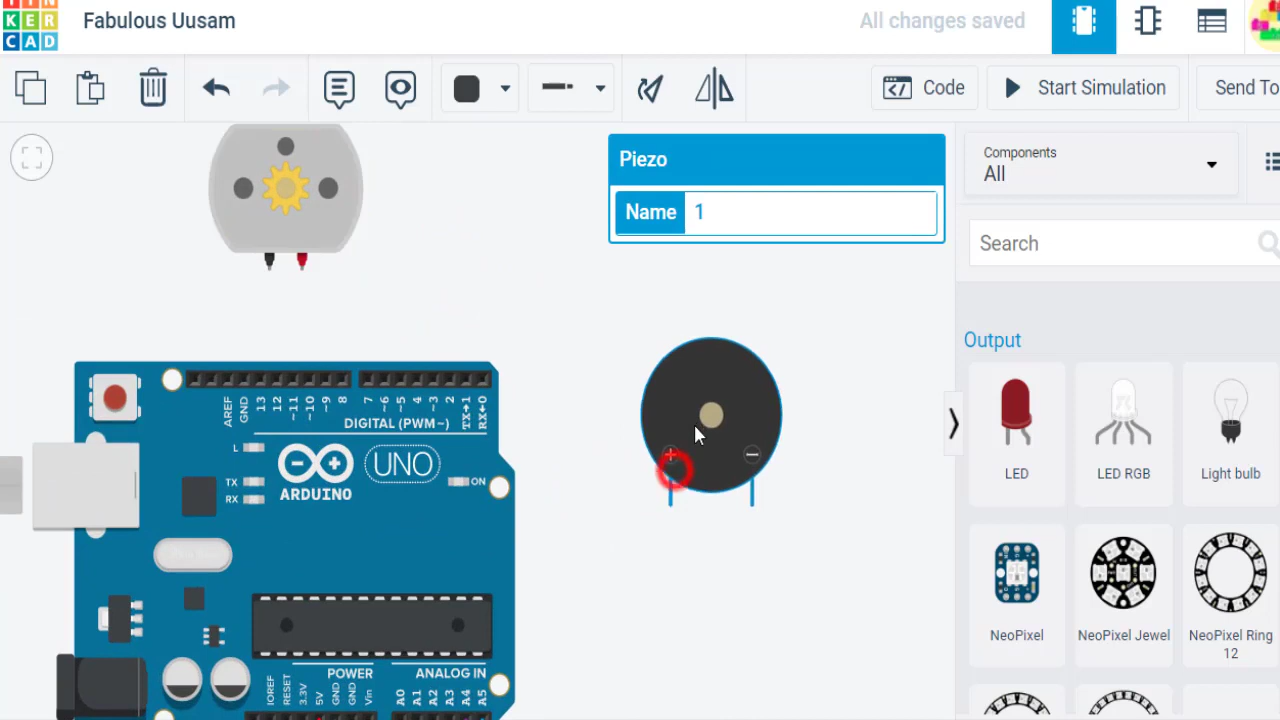 TINKERCAD
Fabulous Uusam
All changes saved
Code
Start Simulation
Send To
Piezo
Name 1
Components
All
Search
Output
LED
LED RGB
Light bulb
NeoPixel
NeoPixel Jewel
NeoPixel Ring
12
AREF
GND
13
12
~11
~10
~9
8
7
~6
~5
4
~3
2
TX→1
RX←0
DIGITAL (PWM~)
L
TX
RX
ARDUINO
UNO
ON
+
-
POWER
ANALOG IN
IOREF
RESET
3.3V
5V
GND
GND
Vin
A0
A1
A2
A3
A4
A5